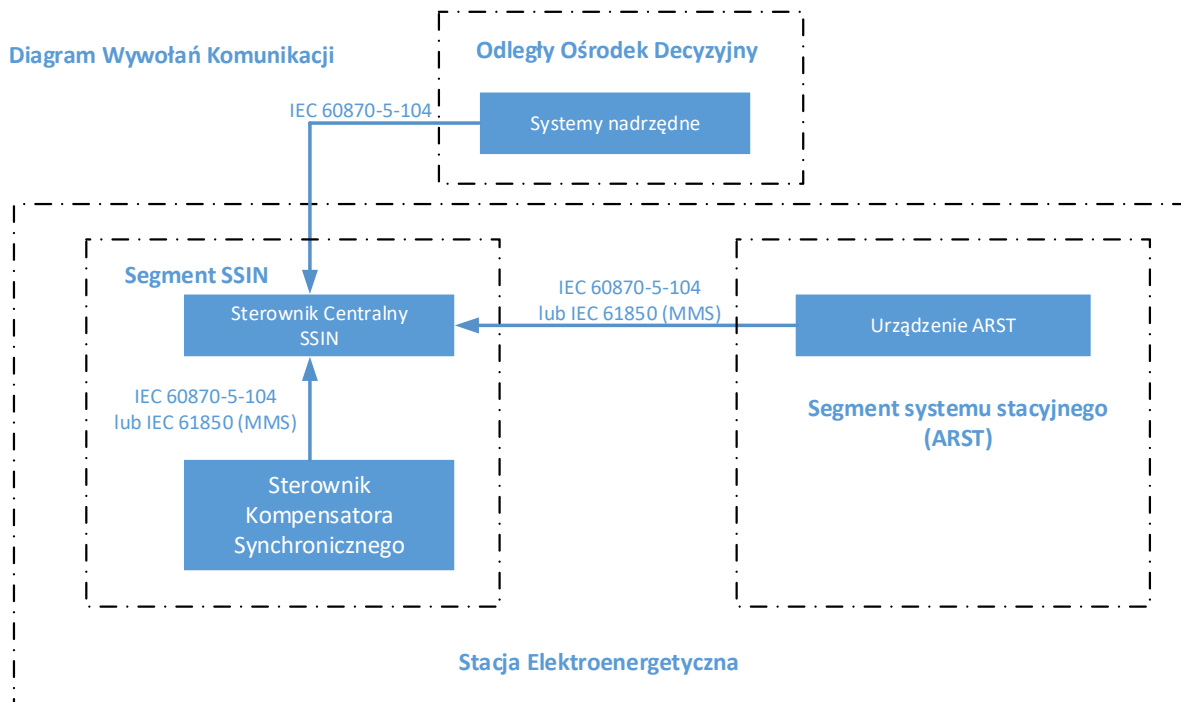 Diagram Wywołań Komunikacji
Odległy Ośrodek Decyzyjny
IEC 60870-5-104
Systemy nadrzędne
Segment SSIN
Sterownik Centralny
SSIN
IEC 60870-5-104
lub IEC 61850 (MMS)
Urządzenie ARST
IEC 60870-5-104
lub IEC 61850 (MMS)
Segment systemu stacyjnego
(ARST)
Sterownik
Kompensatora
Synchronicznego
Stacja Elektroenergetyczna